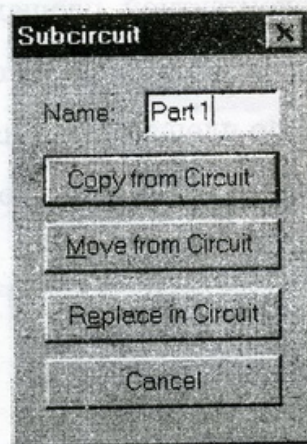 Subcircuit
Name: Part 1
Copy from Circuit
Move from Circuit
Replace in Circuit
Cancel